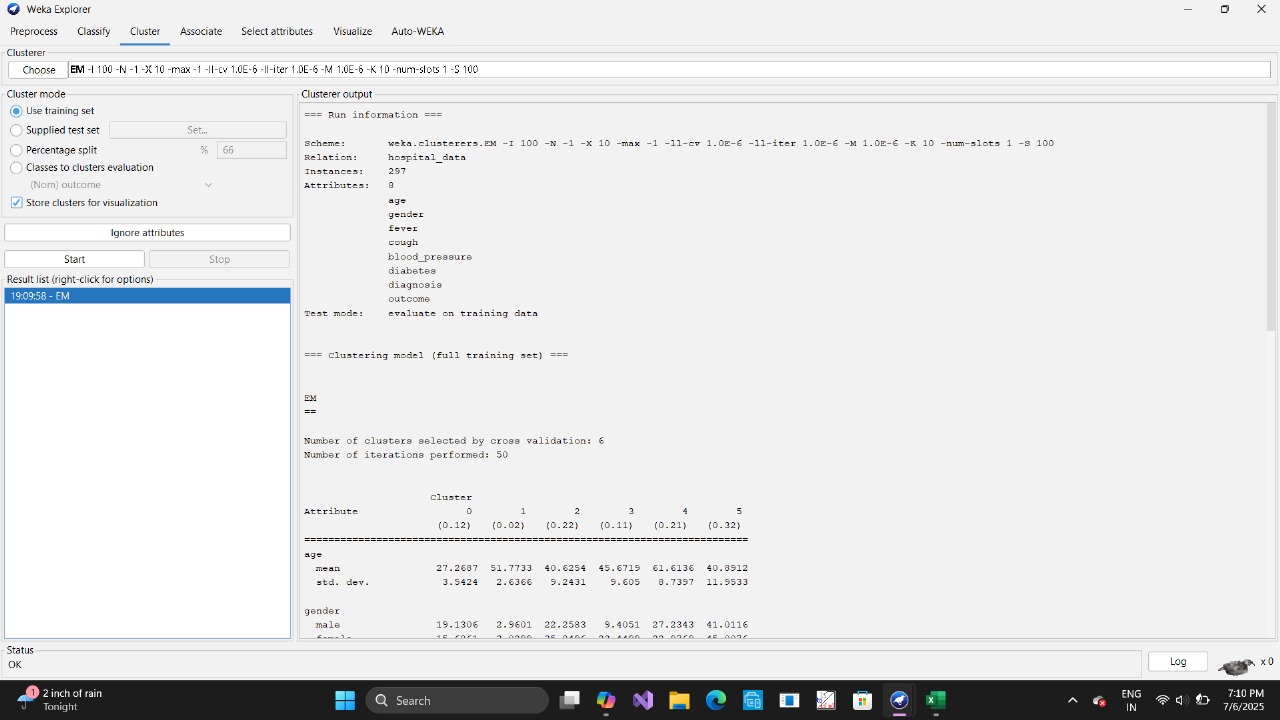 Weka Explorer
Preprocess Classify Cluster Associate Select attributes Visualize Auto-WEKA
Clusterer
Choose EM -I 100 -N -1 -X 10 -max -1 -ll-cv 1.0E-6 -ll-iter 1.0E-6 -M 1.0E-6 -K 10 -num-slots 1 -S 100
Cluster mode
Use training set
Supplied test set Set...
Percentage split % 66
Classes to clusters evaluation
(Nom) outcome
Store clusters for visualization
Ignore attributes
Start Stop
Result list (right-click for options)
19:09:58 - EM
Clusterer output
=== Run information ===
Scheme: weka.clusterers.EM -I 100 -N -1 -X 10 -max -1 -ll-cv 1.0E-6 -ll-iter 1.0E-6 -M 1.0E-6 -K 10 -num-slots 1 -S 100
Relation: hospital_data
Instances: 297
Attributes: 8
age
gender
fever
cough
blood_pressure
diabetes
diagnosis
outcome
Test mode: evaluate on training data
=== Clustering model (full training set) ===
EM
==
Number of clusters selected by cross validation: 6
Number of iterations performed: 50
Cluster
Attribute 0 1 2 3 4 5
(0.12) (0.02) (0.22) (0.11) (0.21) (0.32)
==========================================================================
age
mean 27.2687 51.7733 40.6254 45.6719 61.6136 40.8912
std. dev. 3.5424 2.6366 9.2431 9.605 8.7397 11.9533
gender
male 19.1306 2.9601 22.2583 9.4051 27.2343 41.0116
Status
OK
Log x 0
1
2 inch of rain
Tonight
Search
ENG
IN
7:10 PM
7/6/2025